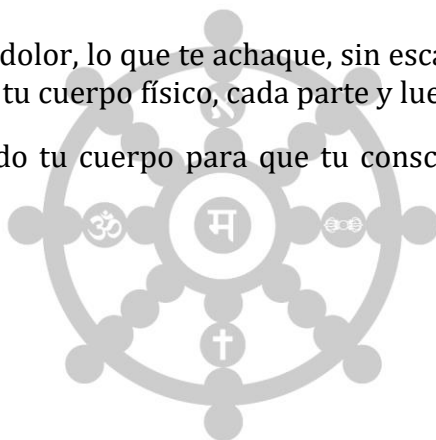 dolor, lo que te achaque, sin esca
tu cuerpo físico, cada parte y lue
א
do tu cuerpo para que tu consc
ॐ
म